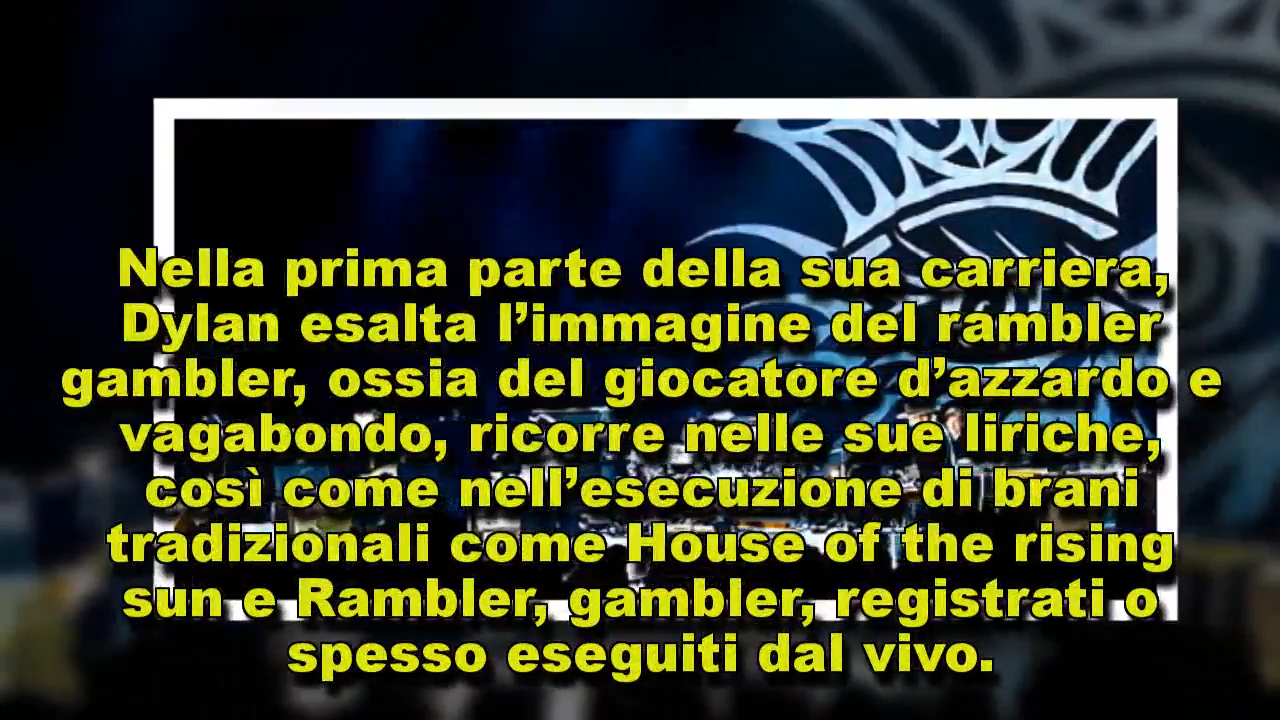 Nella prima parte della sua carriera,
Dylan esalta l’immagine del rambler
gambler, ossia del giocatore d’azzardo e
vagabondo, ricorre nelle sue liriche,
così come nell’esecuzione di brani
tradizionali come House of the rising
sun e Rambler, gambler, registrati o
spesso eseguiti dal vivo.